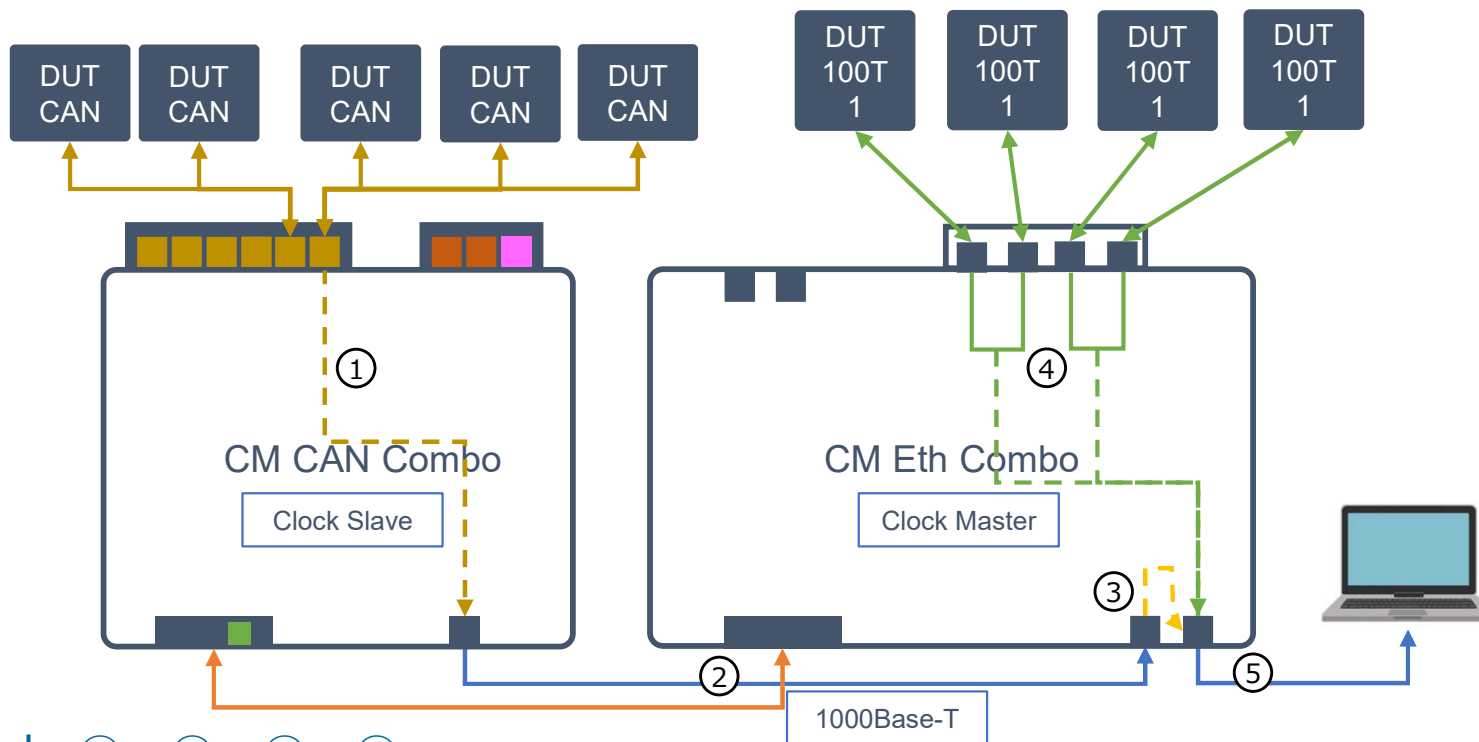 DUT
CAN
DUT
CAN
DUT
CAN
DUT
CAN
DUT
CAN
DUT
100T
1
DUT
100T
1
DUT
100T
1
DUT
100T
1
①
④
CM CAN Combo
CM Eth Combo
Clock Slave
Clock Master
③
②
⑤
1000Base-T